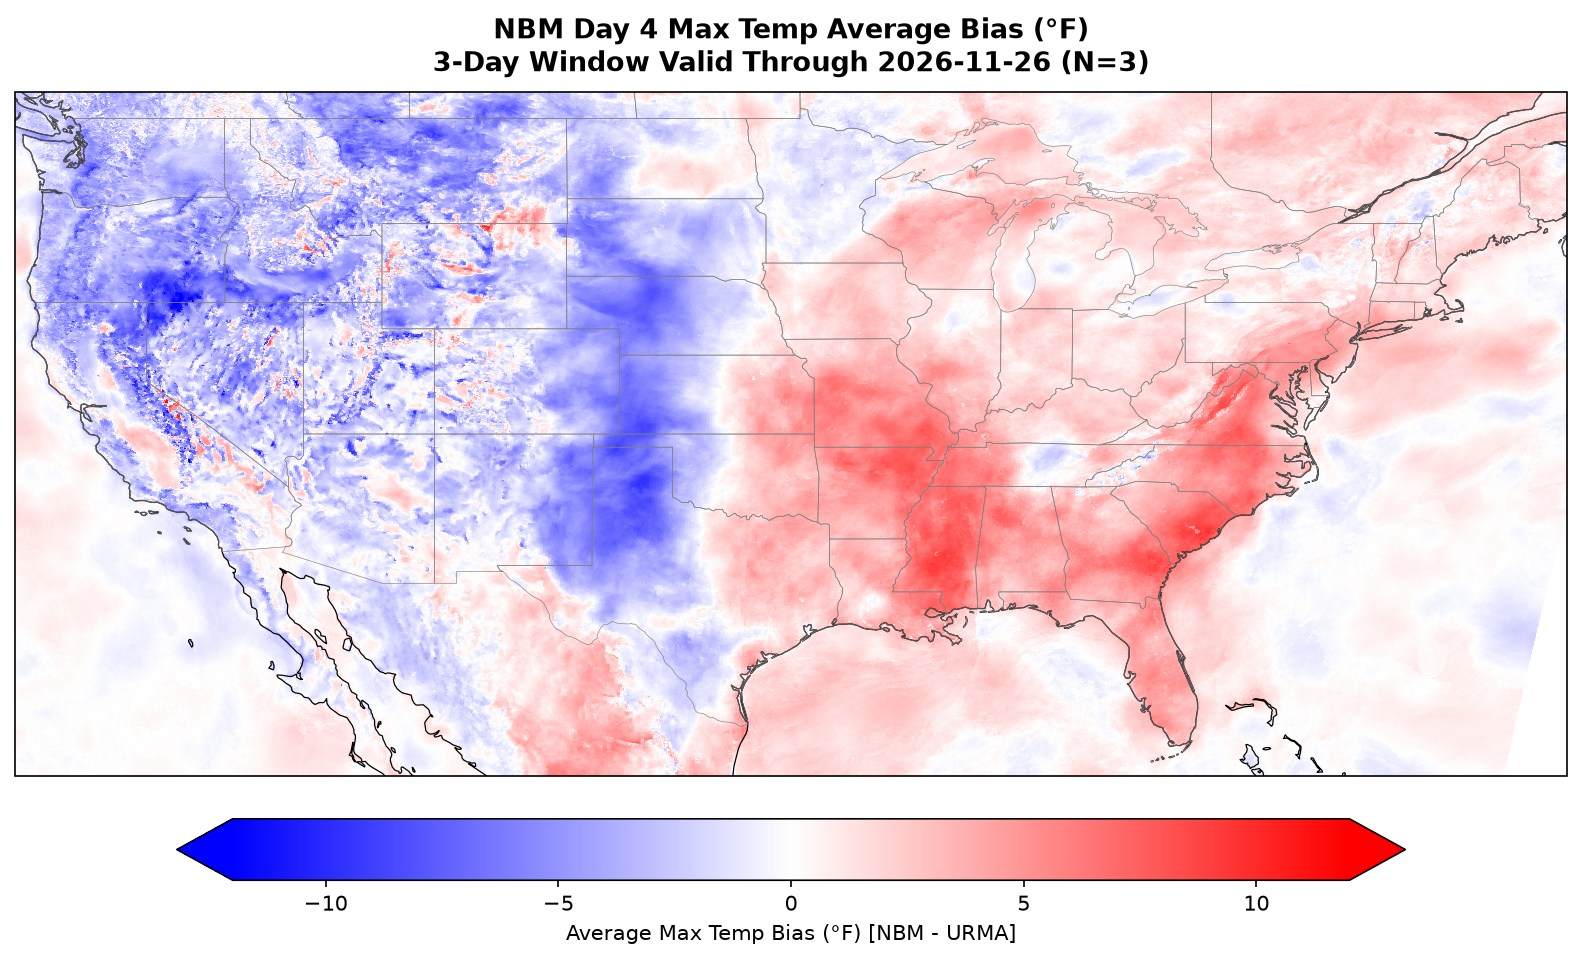 NBM Day 4 Max Temp Average Bias (°F)
3-Day Window Valid Through 2026-11-26 (N=3)
−10 −5 0 5 10
Average Max Temp Bias (°F) [NBM - URMA]